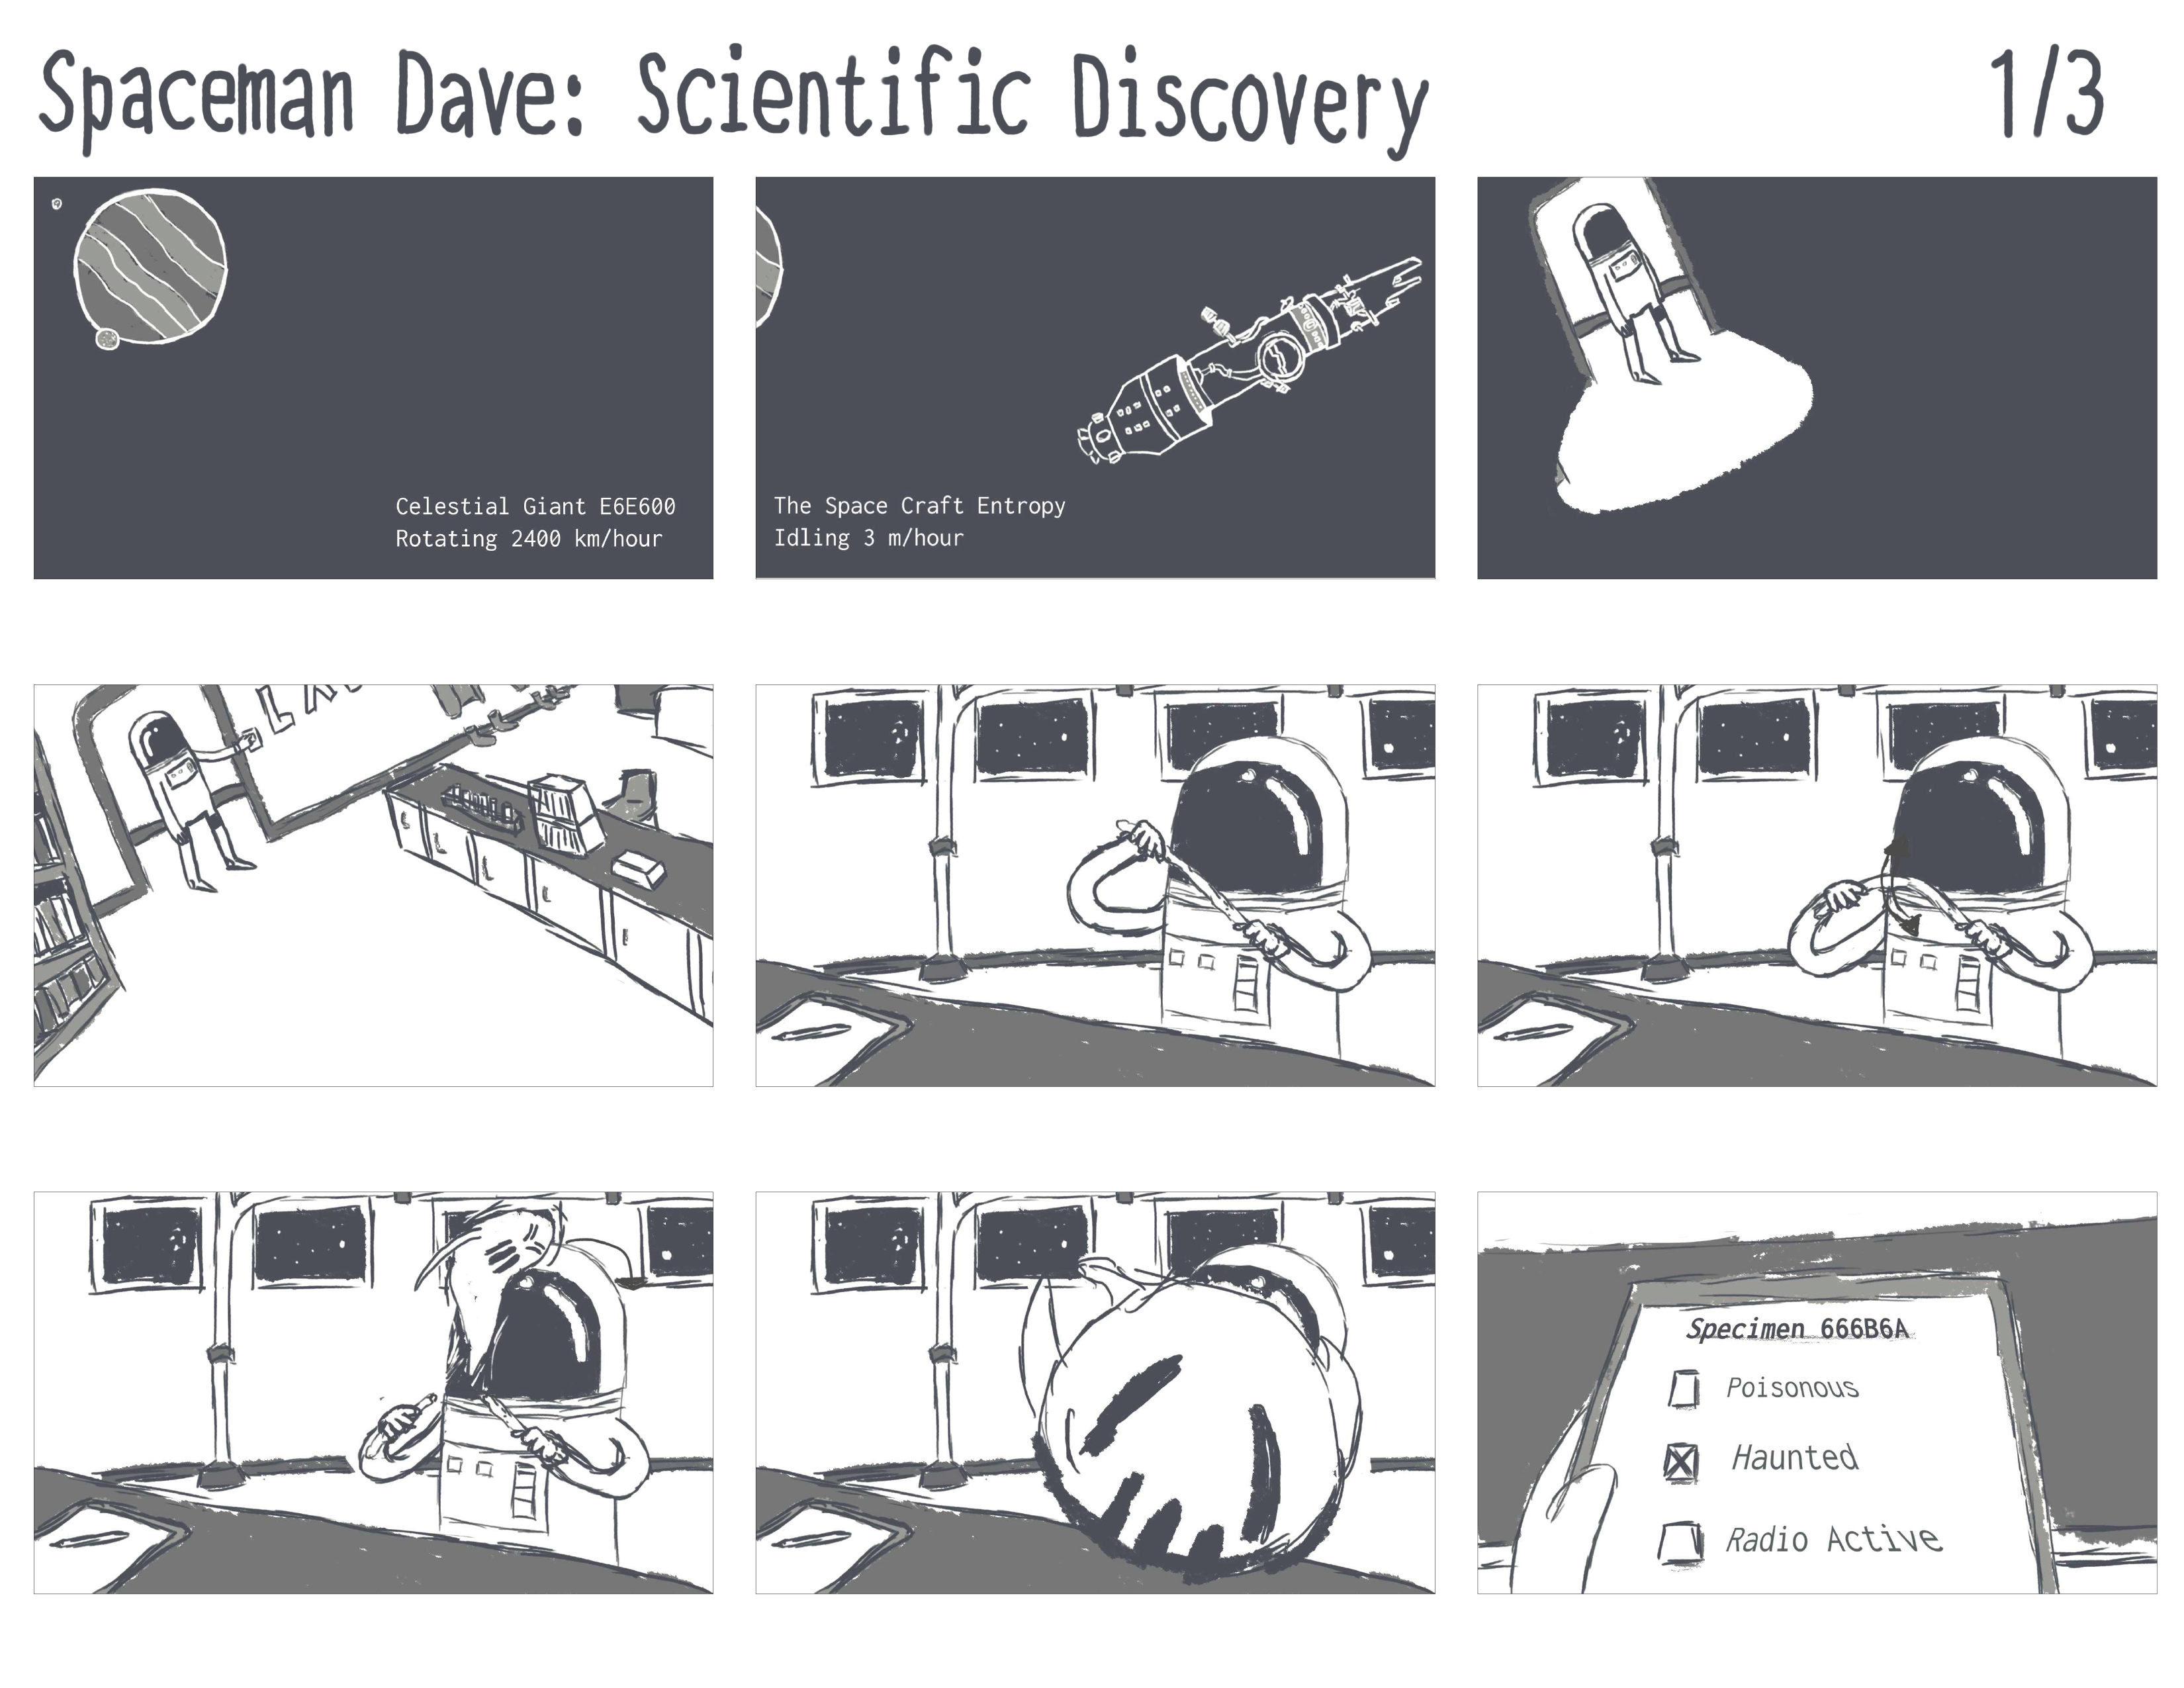 Spaceman Dave: Scientific Discovery
1/3
Celestial Giant E6E600
Rotating 2400 km/hour
The Space Craft Entropy
Idling 3 m/hour
Specimen 666B6A
Poisonous
Haunted
Radio Active